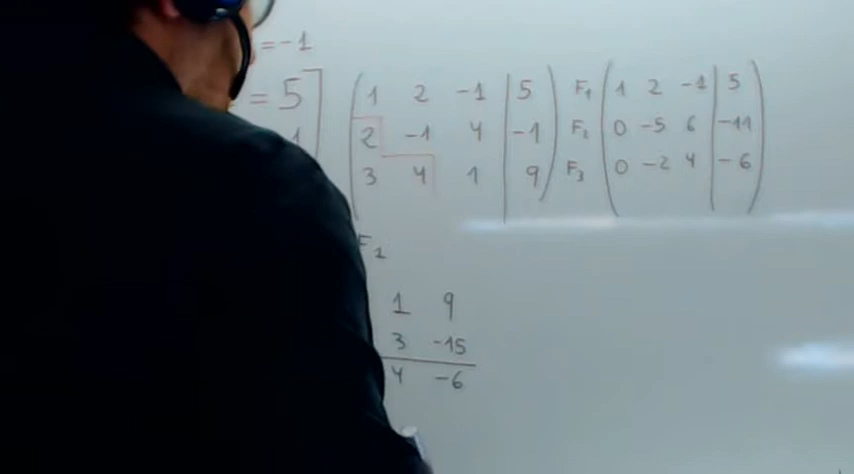 = -1
= 5
1
1 2 -1 | 5 F₁ 1 2 -1 | 5
2 -1 4 | -1 F₂ 0 -5 6 | -11
3 4 1 | 9 F₃ 0 -2 4 | -6
F₂
1 9
3 -15
4 -6